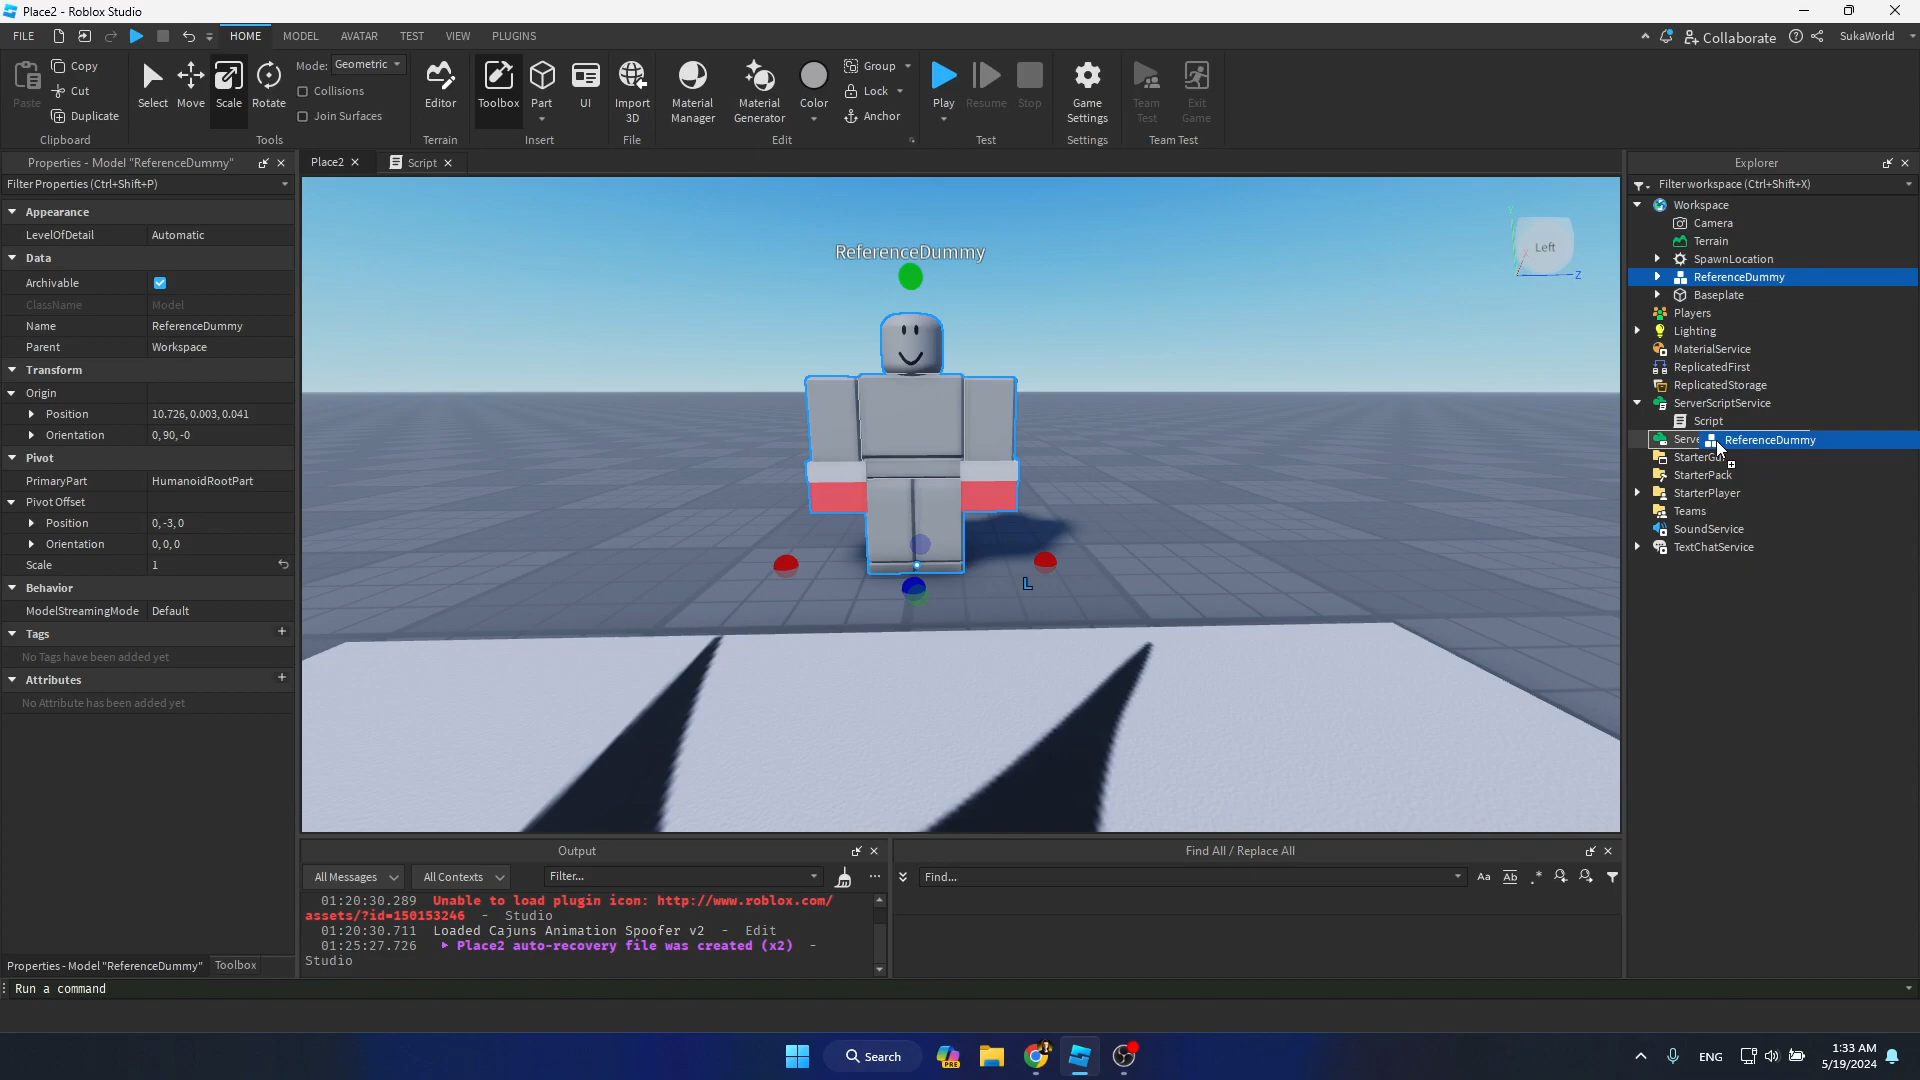 Place2 - Roblox Studio
FILE HOME MODEL AVATAR TEST VIEW PLUGINS Collaborate SukaWorld
Paste Copy Cut Duplicate Clipboard
Select Move Scale Rotate Mode: Geometric Collisions Join Surfaces Tools
Editor Terrain
Toolbox Part UI Insert
Import 3D File
Material Manager Material Generator Color Group Lock Anchor Edit
Play Resume Stop Test
Game Settings Settings
Team Test Exit Game Team Test
Properties - Model "ReferenceDummy"
Filter Properties (Ctrl+Shift+P)
Appearance
LevelOfDetail Automatic
Data
Archivable
ClassName Model
Name ReferenceDummy
Parent Workspace
Transform
Origin
Position 10.726, 0.003, 0.041
Orientation 0, 90, -0
Pivot
PrimaryPart HumanoidRootPart
Pivot Offset
Position 0, -3, 0
Orientation 0, 0, 0
Scale 1
Behavior
ModelStreamingMode Default
Tags
No Tags have been added yet
Attributes
No Attribute has been added yet
Properties - Model "ReferenceDummy" Toolbox
Place2 Script
ReferenceDummy
Y
Left
Z
L
Explorer
Filter workspace (Ctrl+Shift+X)
Workspace
Camera
Terrain
SpawnLocation
ReferenceDummy
Baseplate
Players
Lighting
MaterialService
ReplicatedFirst
ReplicatedStorage
ServerScriptService
Script
Serve ReferenceDummy
StarterGu
StarterPack
StarterPlayer
Teams
SoundService
TextChatService
Output
All Messages All Contexts Filter...
01:20:30.289 Unable to load plugin icon: http://www.roblox.com/
assets/?id=150153246 - Studio
01:20:30.711 Loaded Cajuns Animation Spoofer v2 - Edit
01:25:27.726 Place2 auto-recovery file was created (x2) -
Studio
Find All / Replace All
Find... Aa Ab .*
Run a command
Search PRE ENG
1:33 AM
5/19/2024